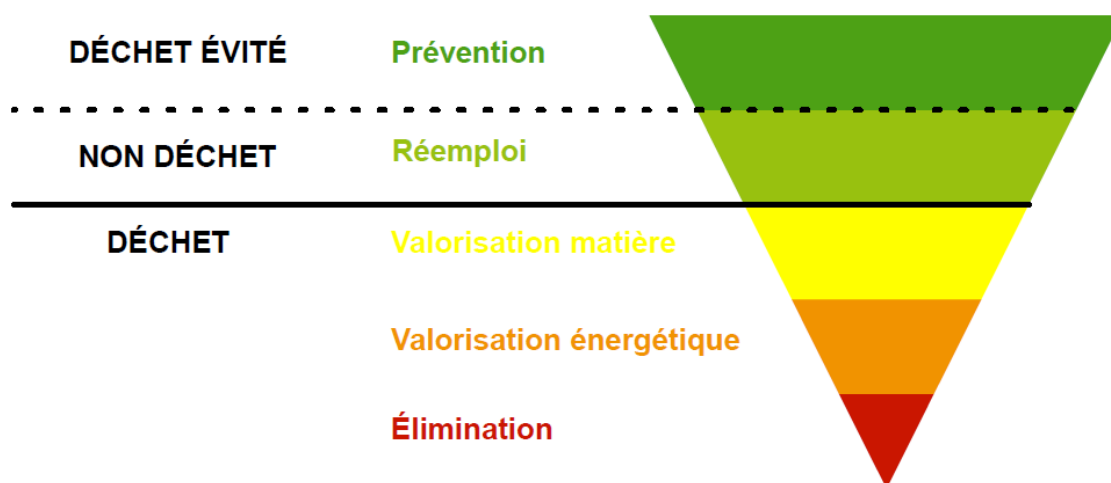 DÉCHET ÉVITÉ Prévention
NON DÉCHET Réemploi
DÉCHET Valorisation matière
Valorisation énergétique
Élimination